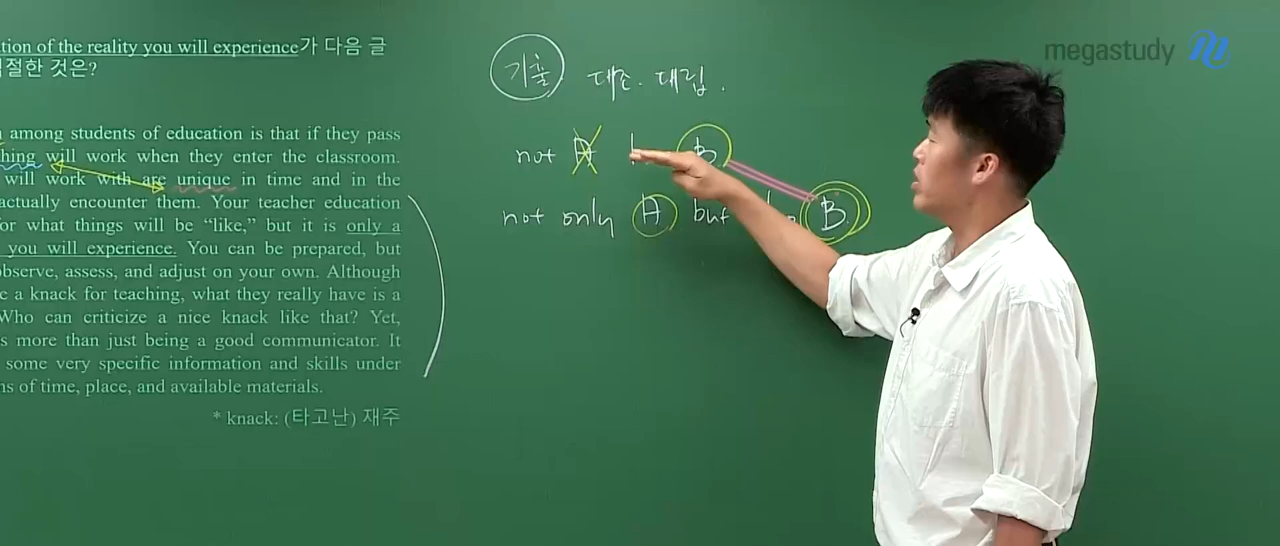 tion of the reality you will experience가 다음 글
절한 것은?
among students of education is that if they pass
hing will work when they enter the classroom.
will work with are unique in time and in the
actually encounter them. Your teacher education
for what things will be “like,” but it is only a
you will experience. You can be prepared, but
observe, assess, and adjust on your own. Although
e a knack for teaching, what they really have is a
Who can criticize a nice knack like that? Yet,
s more than just being a good communicator. It
some very specific information and skills under
ns of time, place, and available materials.
* knack: (타고난) 재주
기출 대조. 대립.
not A B
not only A but B
megastudy